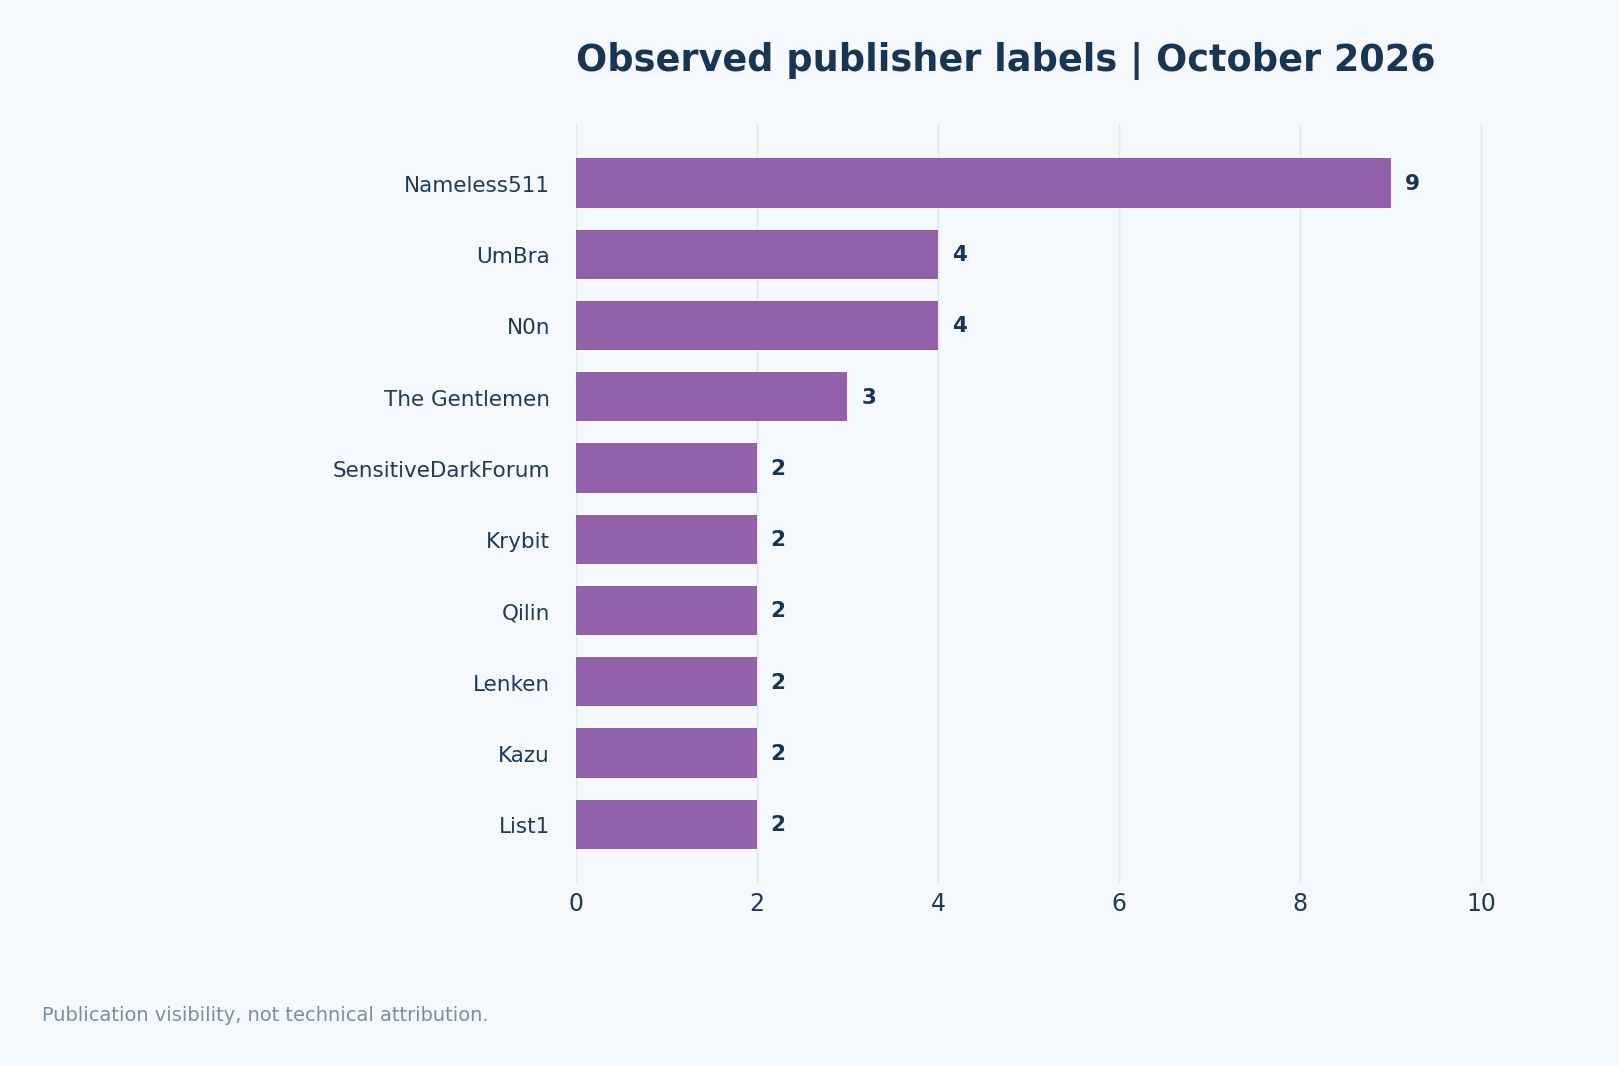 Observed publisher labels | October 2026
Nameless511 9
UmBra 4
N0n 4
The Gentlemen 3
SensitiveDarkForum 2
Krybit 2
Qilin 2
Lenken 2
Kazu 2
List1 2
0 2 4 6 8 10
Publication visibility, not technical attribution.